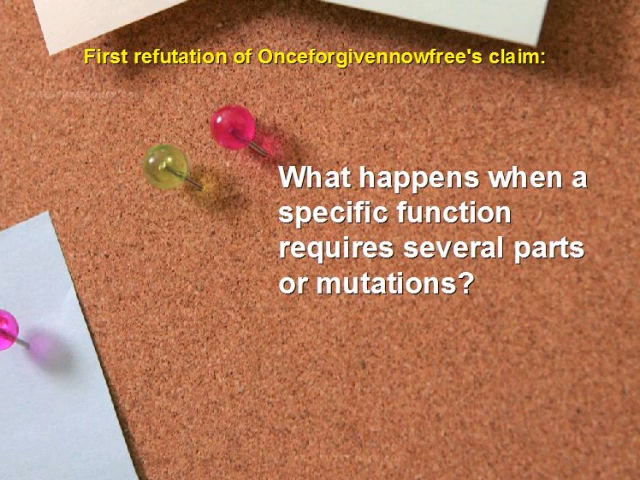 First refutation of Onceforgivennowfree's claim:
What happens when a
specific function
requires several parts
or mutations?